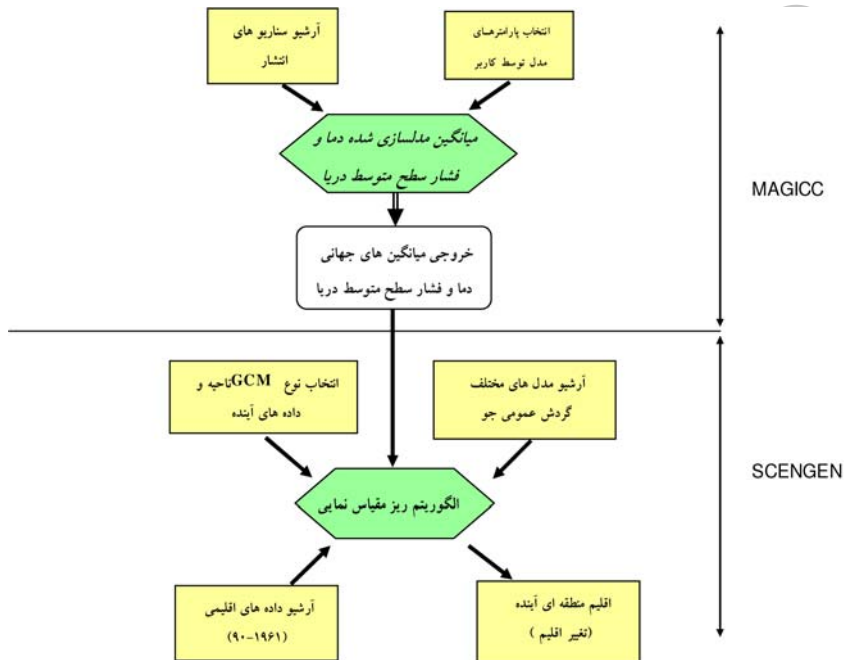 آرشیو سناریو های
انتشار
انتخاب پارامترهـای
مدل توسط کاربر
میانگین مدلسازی شده دما و
فشار سطح متوسط دریا
MAGICC
خروجی میانگین های جهانی
دما و فشار سطح متوسط دریا
انتخاب نوع GCMناحیه و
داده های آینده
آرشیو مدل های مختلف
گردش عمومی جو
SCENGEN
الگوریتم ریز مقیاس نمایی
آرشیو داده های اقلیمی
(۱۹۶۱-۹۰)
اقلیم منطقه ای آینده
(تغیر اقلیم )